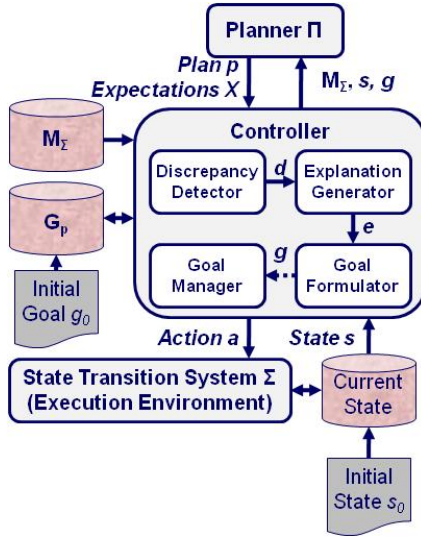 Planner Π
Plan p
Expectations X
M_Σ, s, g
M_Σ
Controller
Discrepancy
Detector
d
Explanation
Generator
G_p
e
Goal
Manager
g
Goal
Formulator
Initial
Goal g_0
Action a
State s
State Transition System Σ
(Execution Environment)
Current
State
Initial
State s_0